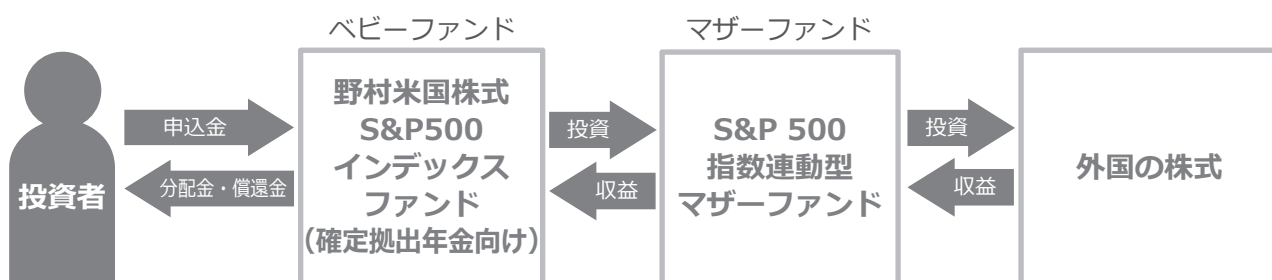 ベビーファンド
マザーファンド
投資者
申込金
分配金・償還金
野村米国株式
S&P500
インデックス
ファンド
（確定拠出年金向け）
投資
収益
S&P 500
指数連動型
マザーファンド
投資
収益
外国の株式